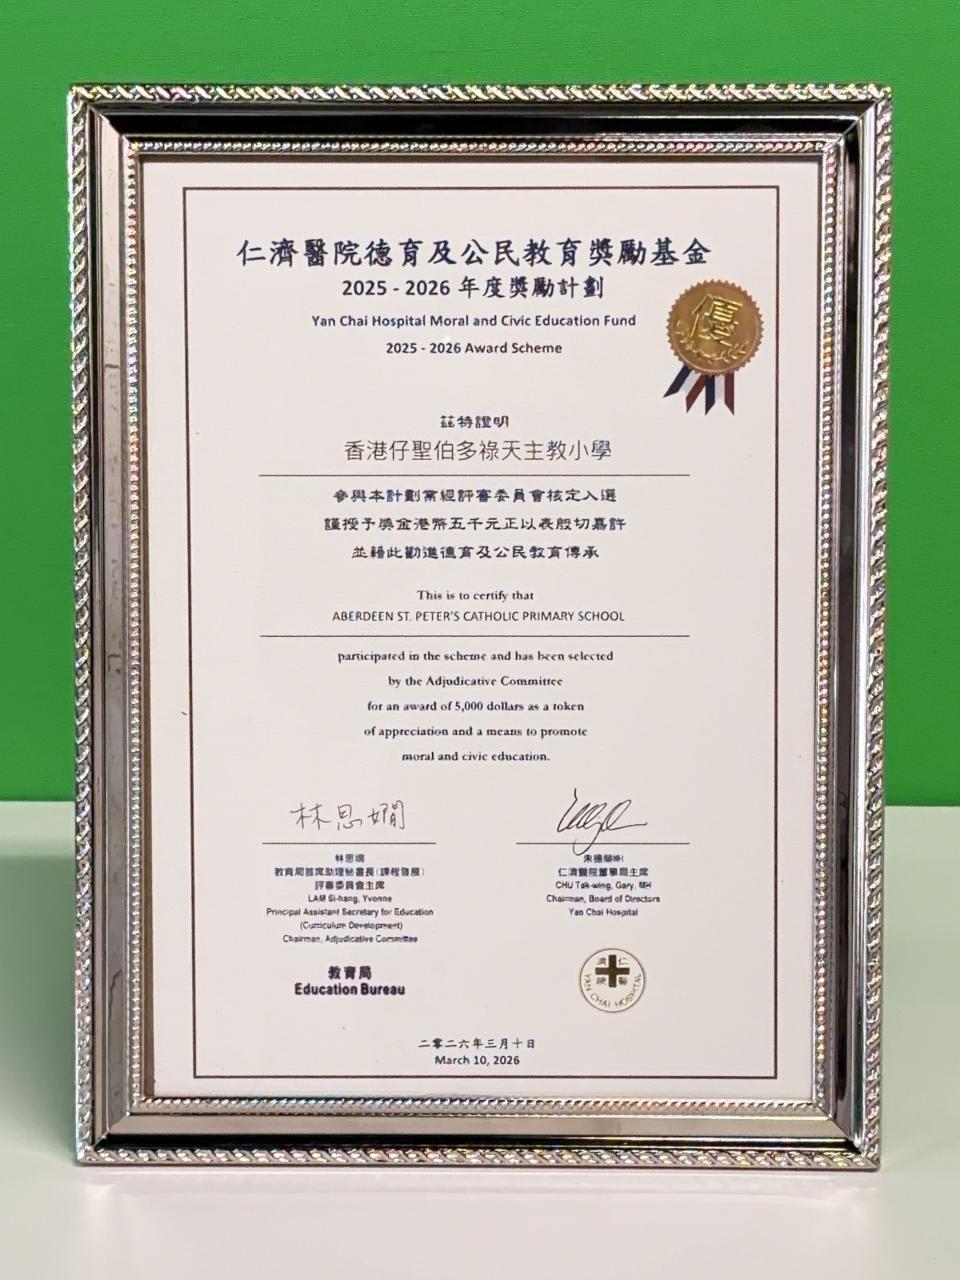 仁濟醫院德育及公民教育獎勵基金
2025 - 2026 年度獎勵計劃
Yan Chai Hospital Moral and Civic Education Fund
2025 - 2026 Award Scheme
優
茲特證明
香港仔聖伯多祿天主教小學
參與本計劃業經評審委員會核定入選
謹授予獎金港幣五千元正以表殷切嘉許
並藉此勸進德育及公民教育傳承
This is to certify that
ABERDEEN ST. PETER'S CATHOLIC PRIMARY SCHOOL
participated in the scheme and has been selected
by the Adjudicative Committee
for an award of 5,000 dollars as a token
of appreciation and a means to promote
moral and civic education.
林思嫺
林思嫺
教育局首席助理秘書長(課程發展)
評審委員會主席
LAM Si-hang, Yvonne
Principal Assistant Secretary for Education
(Curriculum Development)
Chairman, Adjudicative Committee
教育局
Education Bureau
朱德榮
仁濟醫院董事局主席
CHU Tak-wing, Gary, MH
Chairman, Board of Directors
Yan Chai Hospital
仁濟醫院
YAN CHAI HOSPITAL
二零二六年三月十日
March 10, 2026